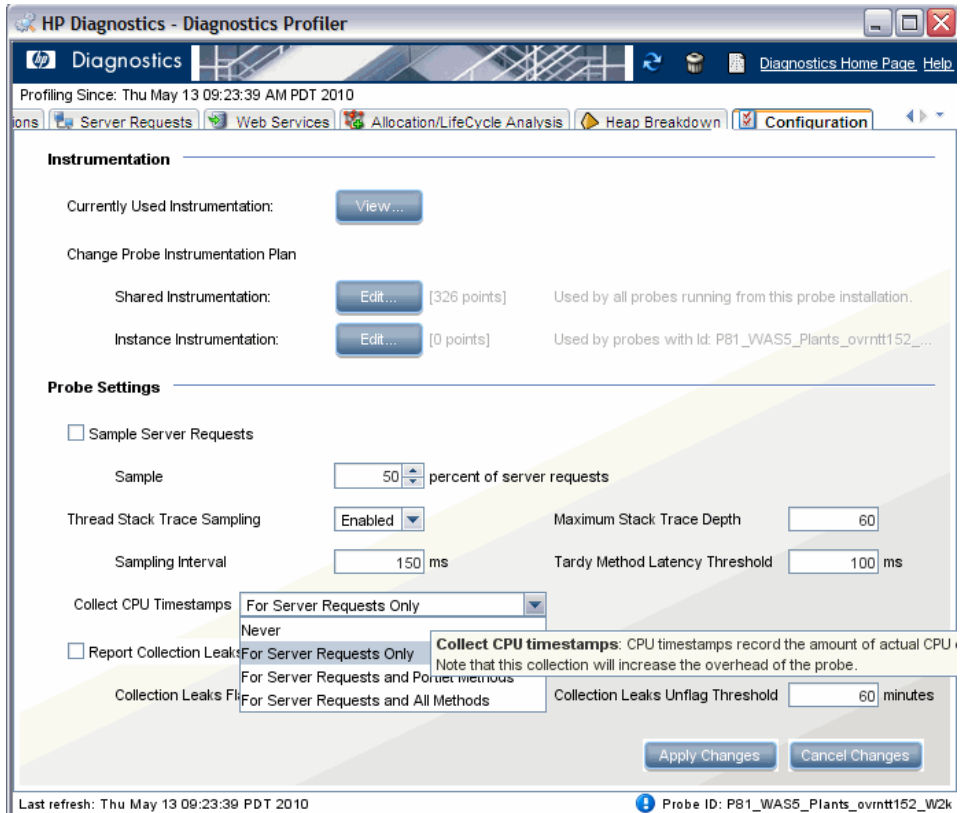 HP Diagnostics - Diagnostics Profiler
hp Diagnostics
Diagnostics Home Page Help
Profiling Since: Thu May 13 09:23:39 AM PDT 2010
ions Server Requests Web Services Allocation/LifeCycle Analysis Heap Breakdown Configuration
Instrumentation
Currently Used Instrumentation: View...
Change Probe Instrumentation Plan
Shared Instrumentation: Edit... [326 points] Used by all probes running from this probe installation.
Instance Instrumentation: Edit... [0 points] Used by probes with Id: P81_WAS5_Plants_ovrntt152_...
Probe Settings
Sample Server Requests
Sample 50 percent of server requests
Thread Stack Trace Sampling Enabled Maximum Stack Trace Depth 60
Sampling Interval 150 ms Tardy Method Latency Threshold 100 ms
Collect CPU Timestamps For Server Requests Only
Never
Report Collection Leaks For Server Requests Only
Collect CPU timestamps: CPU timestamps record the amount of actual CPU
Note that this collection will increase the overhead of the probe.
For Server Requests and Portlet Methods
Collection Leaks Fl For Server Requests and All Methods Collection Leaks Unflag Threshold 60 minutes
Apply Changes Cancel Changes
Last refresh: Thu May 13 09:23:39 PDT 2010 Probe ID: P81_WAS5_Plants_ovrntt152_W2k